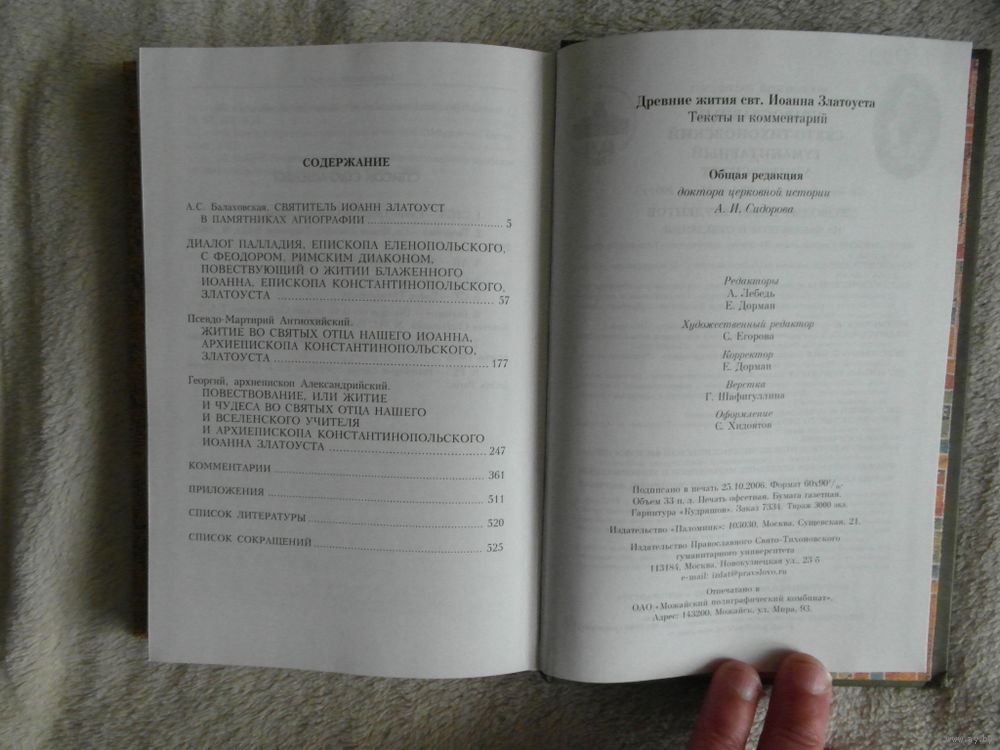 СОДЕРЖАНИЕ
А.С. Балаховская. СВЯТИТЕЛЬ ИОАНН ЗЛАТОУСТ
В ПАМЯТНИКАХ АГИОГРАФИИ ........ 5
ДИАЛОГ ПАЛЛАДИЯ, ЕПИСКОПА ЕЛЕНОПОЛЬСКОГО,
С ФЕОДОРОМ, РИМСКИМ ДИАКОНОМ,
ПОВЕСТВУЮЩИЙ О ЖИТИИ БЛАЖЕННОГО
ИОАННА, ЕПИСКОПА КОНСТАНТИНОПОЛЬСКОГО,
ЗЛАТОУСТА ........ 57
Псевдо-Мартирий Антиохийский.
ЖИТИЕ ВО СВЯТЫХ ОТЦА НАШЕГО ИОАННА,
АРХИЕПИСКОПА КОНСТАНТИНОПОЛЬСКОГО,
ЗЛАТОУСТА ........ 177
Георгий, архиепископ Александрийский.
ПОВЕСТВОВАНИЕ, ИЛИ ЖИТИЕ
И ЧУДЕСА ВО СВЯТЫХ ОТЦА НАШЕГО
И ВСЕЛЕНСКОГО УЧИТЕЛЯ
И АРХИЕПИСКОПА КОНСТАНТИНОПОЛЬСКОГО
ИОАННА ЗЛАТОУСТА ........ 247
КОММЕНТАРИИ ........ 361
ПРИЛОЖЕНИЯ ........ 511
СПИСОК ЛИТЕРАТУРЫ ........ 520
СПИСОК СОКРАЩЕНИЙ ........ 525
Древние жития свт. Иоанна Златоуста
Тексты и комментарий
Общая редакция
доктора церковной истории
А. И. Сидорова
Редакторы
А. Лебедь
Е. Дорман
Художественный редактор
С. Егорова
Корректор
Е. Дорман
Верстка
Г. Шафигуллина
Оформление
С. Хидоятов
Подписано в печать 25.10.2006. Формат 60х90 1/16.
Объем 33 п. л. Печать офсетная. Бумага газетная.
Гарнитура «Кудряшов». Заказ 7334. Тираж 3000 экз.
Издательство «Паломник»: 103030, Москва, Сущевская, 21.
Издательство Православного Свято-Тихоновского
гуманитарного университета
113184, Москва, Новокузнецкая ул., 23 б
e-mail: izdat@pravslovo.ru
Отпечатано в
ОАО «Можайский полиграфический комбинат».
Адрес: 143200, Можайск, ул. Мира, 93.